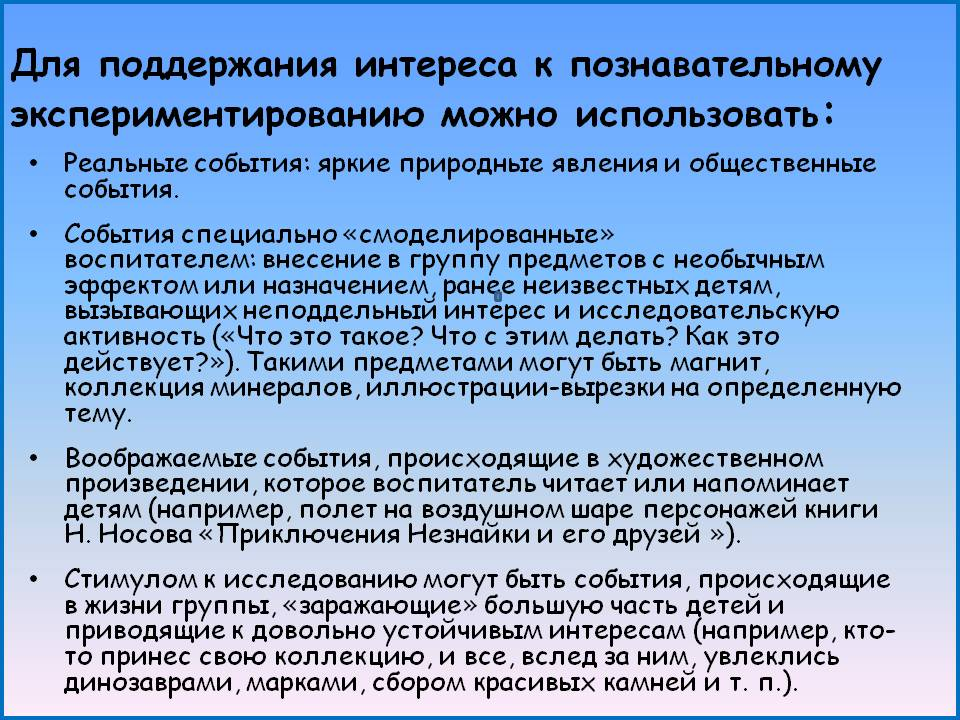 Для поддержания интереса к познавательному
экспериментированию можно использовать:
• Реальные события: яркие природные явления и общественные
события.
• События специально «смоделированные»
воспитателем: внесение в группу предметов с необычным
эффектом или назначением, ранее неизвестных детям,
вызывающих неподдельный интерес и исследовательскую
активность («Что это такое? Что с этим делать? Как это
действует?»). Такими предметами могут быть магнит,
коллекция минералов, иллюстрации-вырезки на определенную
тему.
• Воображаемые события, происходящие в художественном
произведении, которое воспитатель читает или напоминает
детям (например, полет на воздушном шаре персонажей книги
Н. Носова «Приключения Незнайки и его друзей »).
• Стимулом к исследованию могут быть события, происходящие
в жизни группы, «заражающие» большую часть детей и
приводящие к довольно устойчивым интересам (например, кто-
то принес свою коллекцию, и все, вслед за ним, увлеклись
динозаврами, марками, сбором красивых камней и т. п.).